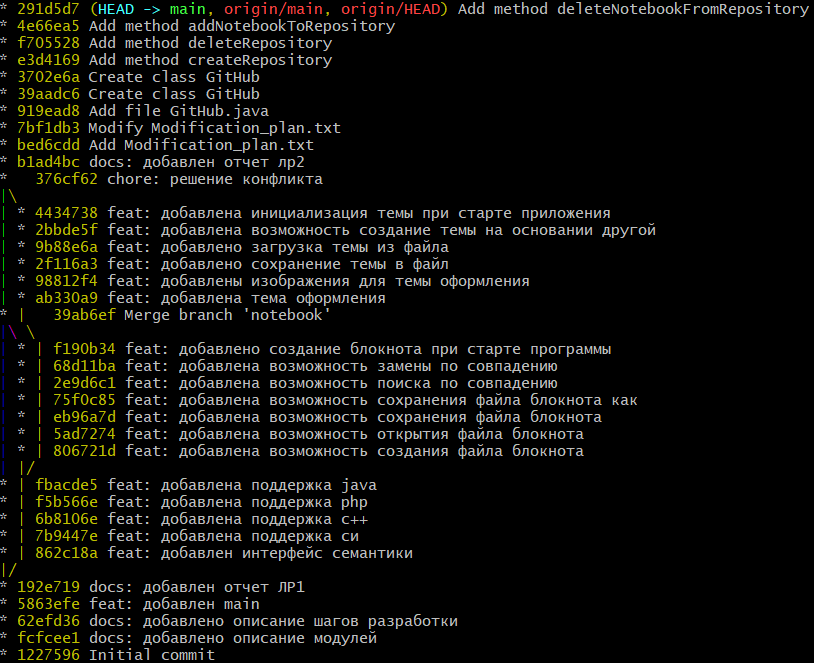 * 291d5d7 (HEAD -> main, origin/main, origin/HEAD) Add method deleteNotebookFromRepository
* 4e66ea5 Add method addNotebookToRepository
* f705528 Add method deleteRepository
* e3d4169 Add method createRepository
* 3702e6a Create class GitHub
* 39aadc6 Create class GitHub
* 919ead8 Add file GitHub.java
* 7bf1db3 Modify Modification_plan.txt
* bed6cdd Add Modification_plan.txt
* b1ad4bc docs: добавлен отчет лр2
*   376cf62 chore: решение конфликта
|\
| * 4434738 feat: добавлена инициализация темы при старте приложения
| * 2bbde5f feat: добавлена возможность создание темы на основании другой
| * 9b88e6a feat: добавлено загрузка темы из файла
| * 2f116a3 feat: добавлено сохранение темы в файл
| * 98812f4 feat: добавлены изображения для темы оформления
| * ab330a9 feat: добавлена тема оформления
* |   39ab6ef Merge branch 'notebook'
|\ \
| * | f190b34 feat: добавлено создание блокнота при старте программы
| * | 68d11ba feat: добавлена возможность замены по совпадению
| * | 2e9d6c1 feat: добавлена возможность поиска по совпадению
| * | 75f0c85 feat: добавлена возможность сохранения файла блокнота как
| * | eb96a7d feat: добавлена возможность сохранения файла блокнота
| * | 5ad7274 feat: добавлена возможность открытия файла блокнота
| * | 806721d feat: добавлена возможность создания файла блокнота
| |/
* | fbacde5 feat: добавлена поддержка java
* | f5b566e feat: добавлена поддержка php
* | 6b8106e feat: добавлена поддержка с++
* | 7b9447e feat: добавлена поддержка си
* | 862c18a feat: добавлен интерфейс семантики
|/
* 192e719 docs: добавлен отчет ЛР1
* 5863efe feat: добавлен main
* 62efd36 docs: добавлено описание шагов разработки
* fcfcee1 docs: добавлено описание модулей
* 1227596 Initial commit